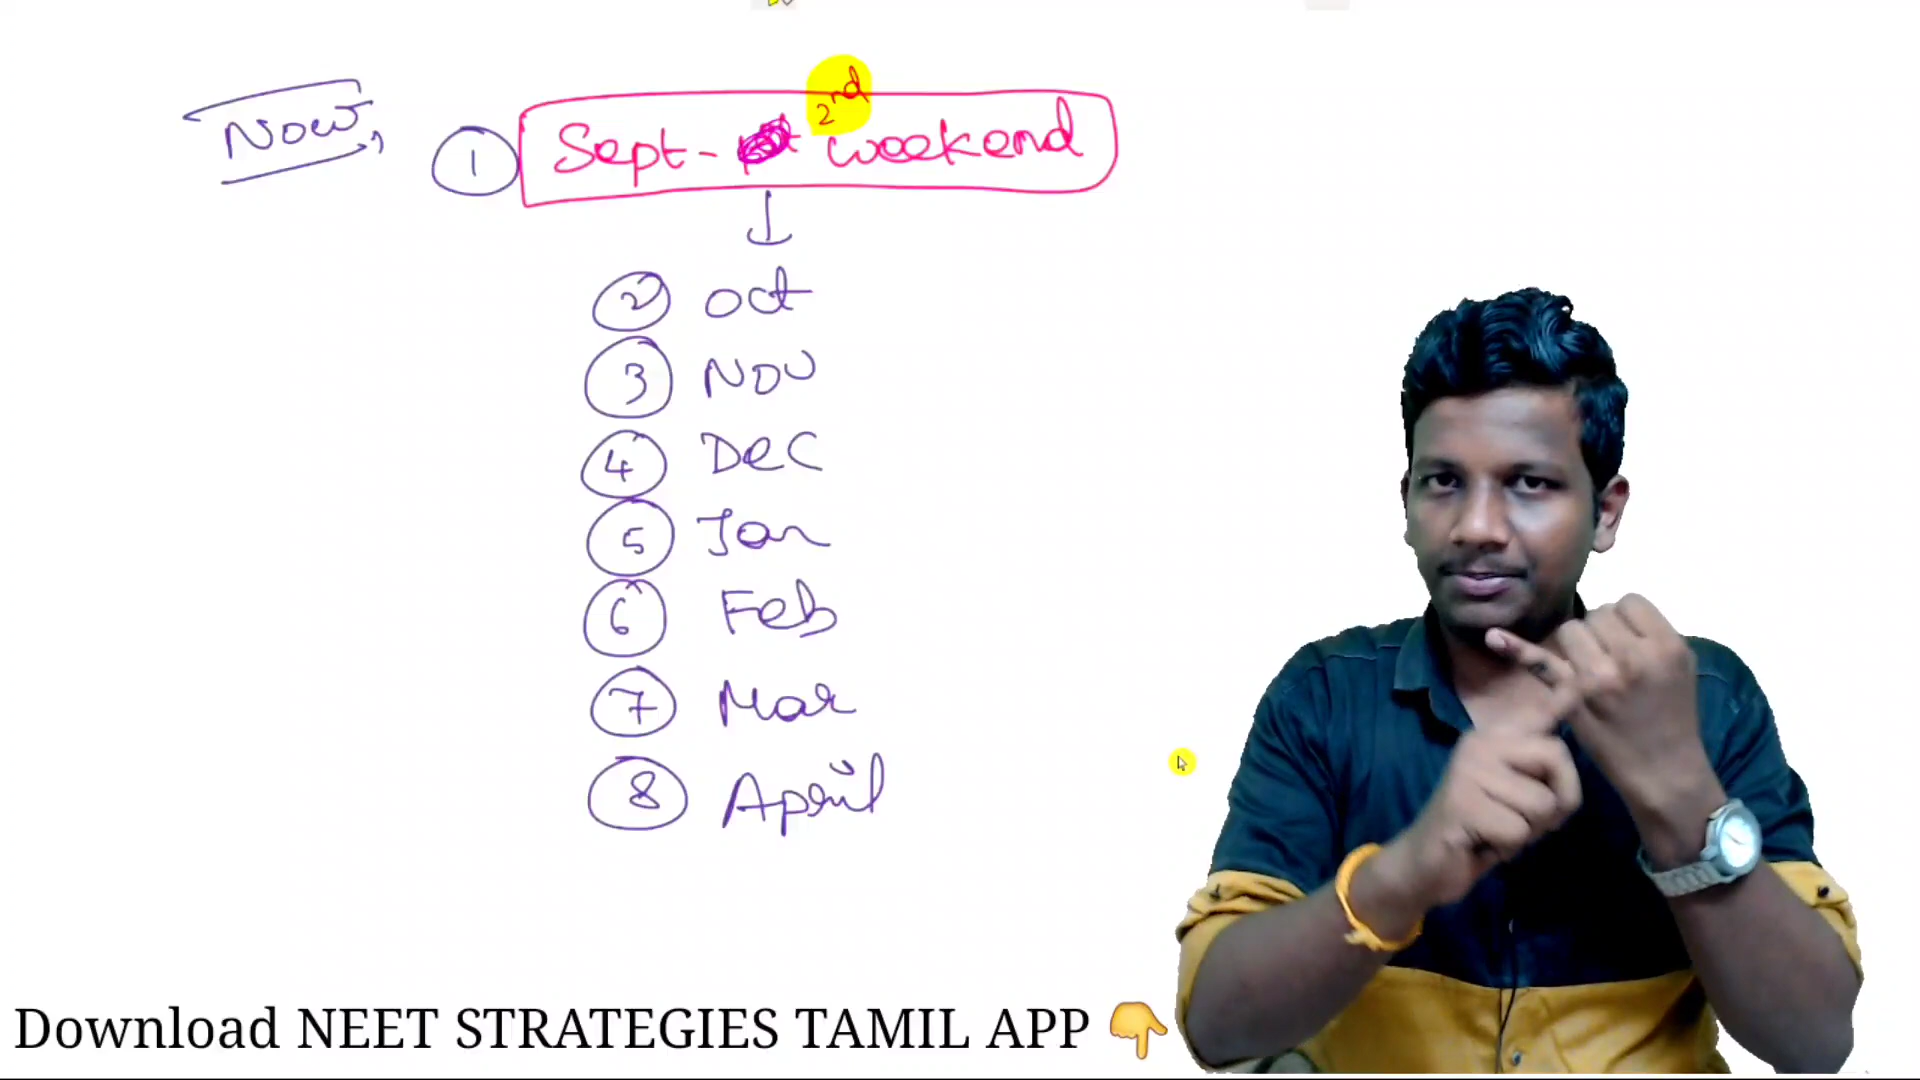 Now,
① Sept - 2nd weekend
② Oct
③ Nov
④ Dec
⑤ Jan
⑥ Feb
⑦ Mar
⑧ April
Download NEET STRATEGIES TAMIL APP 👇